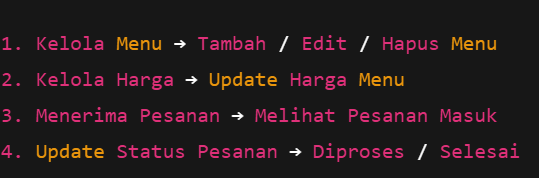 1. Kelola Menu → Tambah / Edit / Hapus Menu
2. Kelola Harga → Update Harga Menu
3. Menerima Pesanan → Melihat Pesanan Masuk
4. Update Status Pesanan → Diproses / Selesai